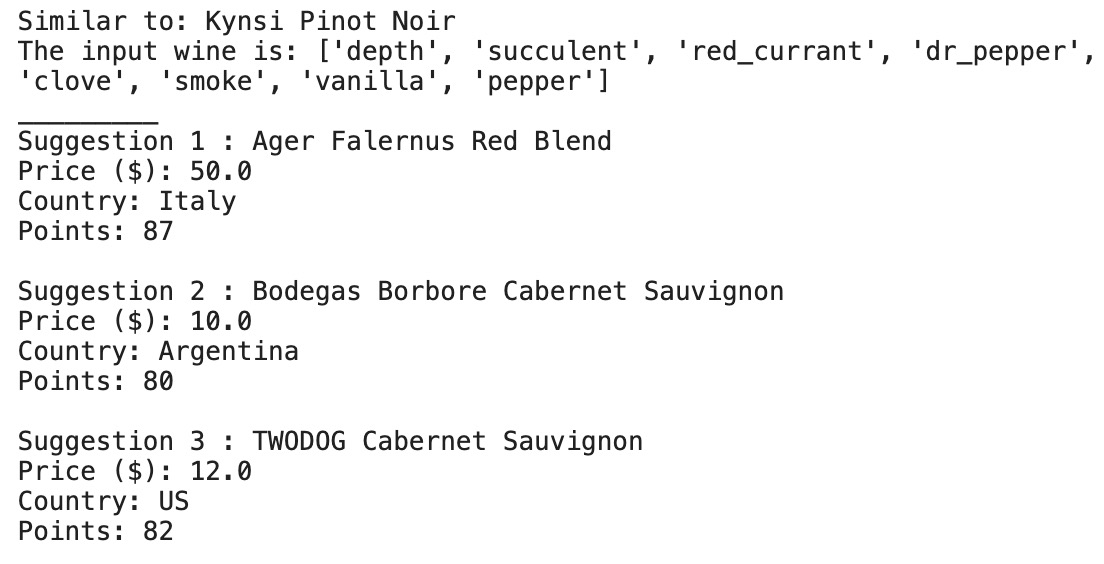 Similar to: Kynsi Pinot Noir
The input wine is: ['depth', 'succulent', 'red_currant', 'dr_pepper',
'clove', 'smoke', 'vanilla', 'pepper']
_________
Suggestion 1 : Ager Falernus Red Blend
Price ($): 50.0
Country: Italy
Points: 87
Suggestion 2 : Bodegas Borbore Cabernet Sauvignon
Price ($): 10.0
Country: Argentina
Points: 80
Suggestion 3 : TWODOG Cabernet Sauvignon
Price ($): 12.0
Country: US
Points: 82